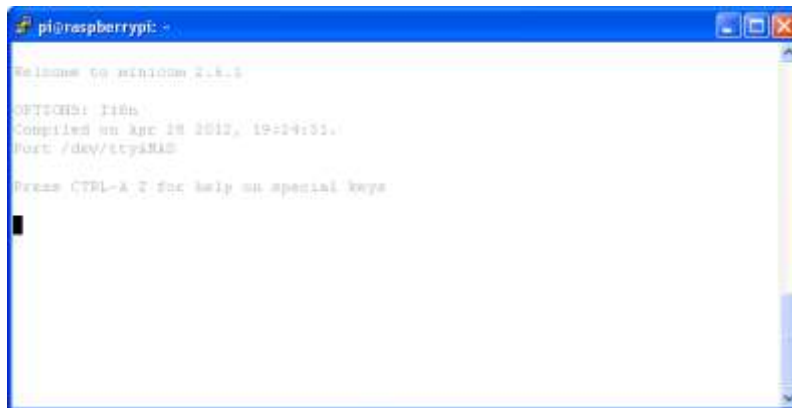 pi@raspberrypi: ~
Welcome to minicom 2.6.1
OPTIONS: I18n
Compiled on Apr 28 2012, 19:24:31.
Port /dev/ttyAMA0
Press CTRL-A Z for help on special keys